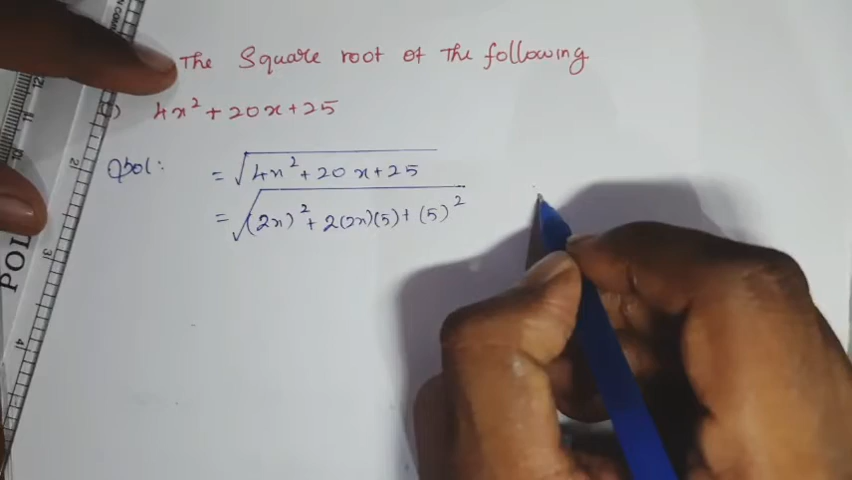 The Square root of the following
4x² + 20x + 25
Sol:
= √4x² + 20x + 25
= √(2x)² + 2(2x)(5) + (5)²
POL